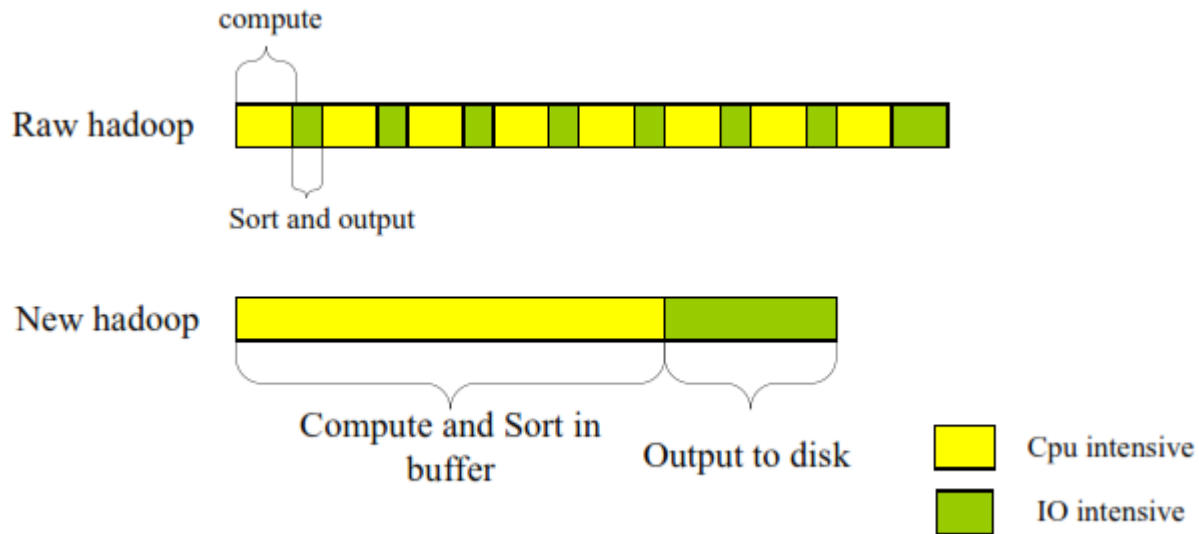 compute
Raw hadoop
Sort and output
New hadoop
Compute and Sort in
buffer
Output to disk
Cpu intensive
IO intensive